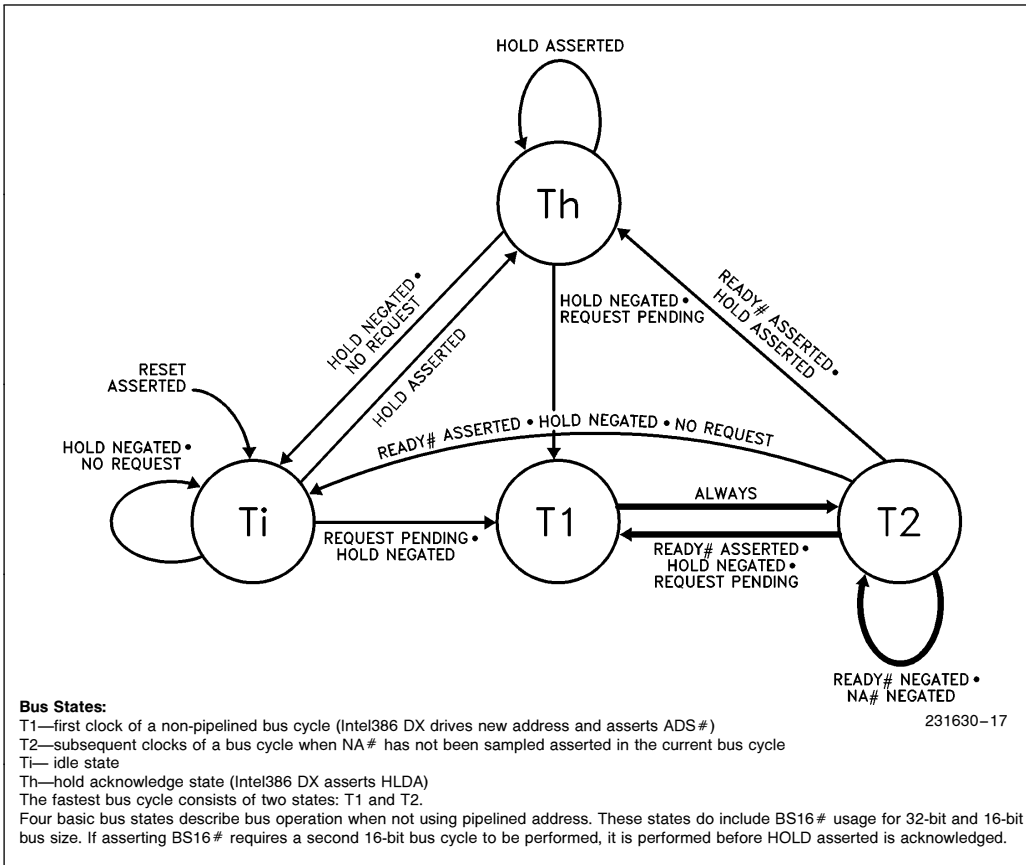 HOLD ASSERTED
Th
HOLD NEGATED •
NO REQUEST
HOLD ASSERTED
HOLD NEGATED •
REQUEST PENDING
READY# ASSERTED •
HOLD ASSERTED
RESET
ASSERTED
HOLD NEGATED •
NO REQUEST
READY# ASSERTED • HOLD NEGATED • NO REQUEST
Ti
REQUEST PENDING •
HOLD NEGATED
T1
ALWAYS
READY# ASSERTED •
HOLD NEGATED •
REQUEST PENDING
T2
READY# NEGATED •
NA# NEGATED
231630–17
Bus States:
T1—first clock of a non-pipelined bus cycle (Intel386 DX drives new address and asserts ADS#)
T2—subsequent clocks of a bus cycle when NA# has not been sampled asserted in the current bus cycle
Ti— idle state
Th—hold acknowledge state (Intel386 DX asserts HLDA)
The fastest bus cycle consists of two states: T1 and T2.
Four basic bus states describe bus operation when not using pipelined address. These states do include BS16# usage for 32-bit and 16-bit
bus size. If asserting BS16# requires a second 16-bit bus cycle to be performed, it is performed before HOLD asserted is acknowledged.